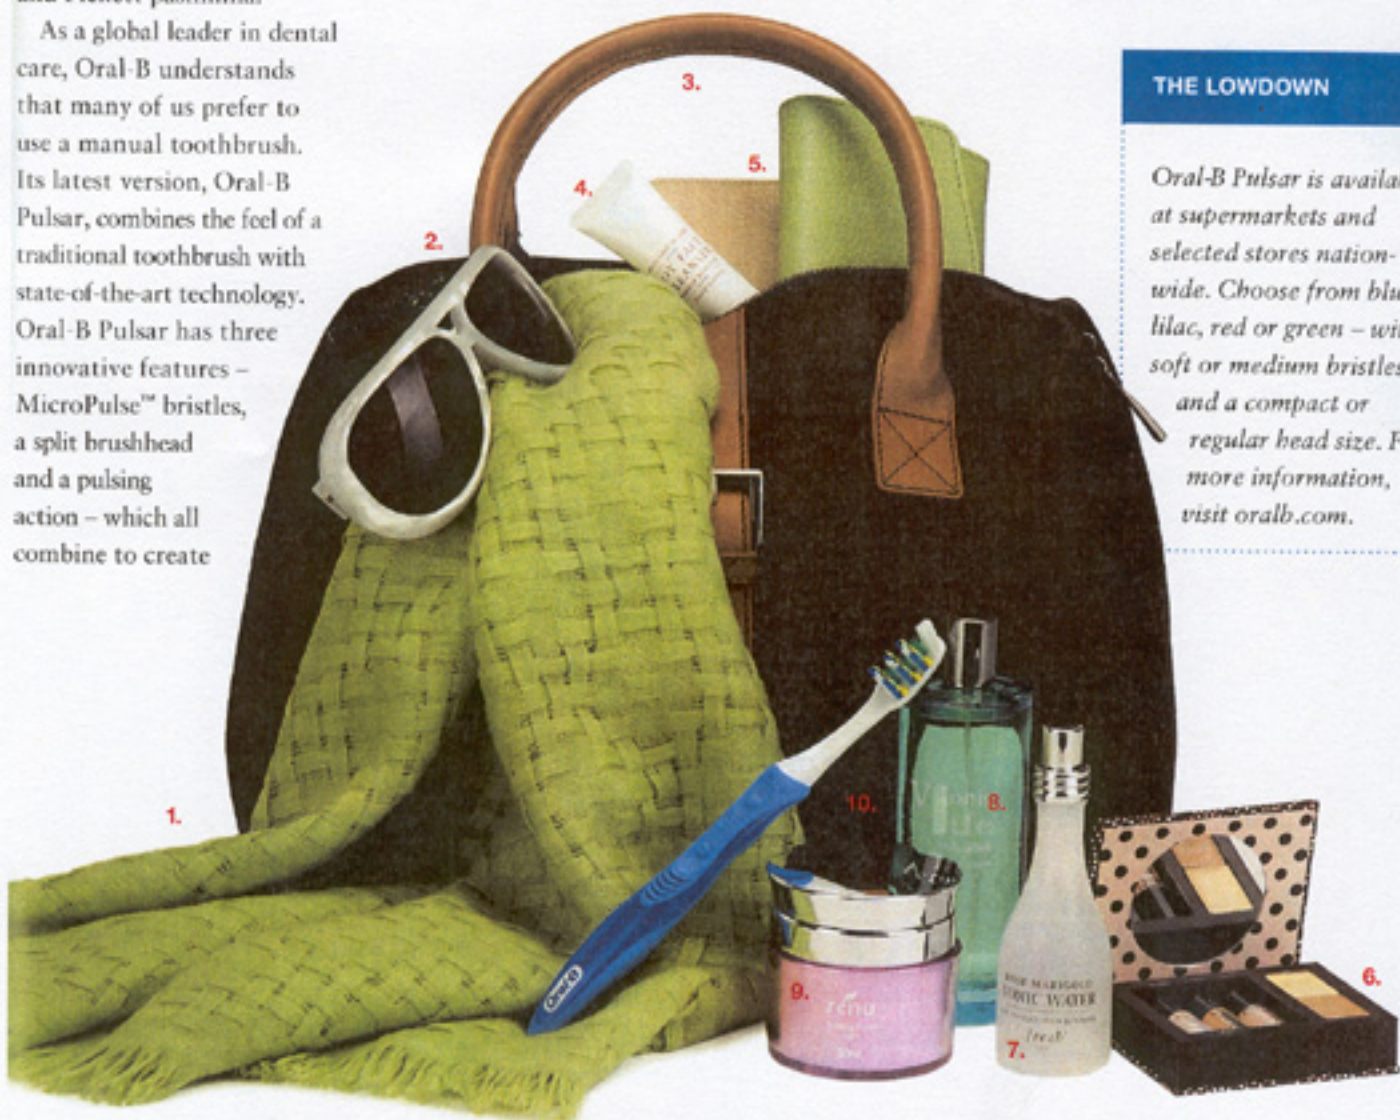 As a global leader in dental
care, Oral-B understands
that many of us prefer to
use a manual toothbrush.
Its latest version, Oral-B
Pulsar, combines the feel of a
traditional toothbrush with
state-of-the-art technology.
Oral-B Pulsar has three
innovative features –
MicroPulse™ bristles,
a split brushhead
and a pulsing
action – which all
combine to create
THE LOWDOWN
Oral-B Pulsar is availa
at supermarkets and
selected stores nation-
wide. Choose from blu
lilac, red or green – wi
soft or medium bristles
and a compact or
regular head size. F
more information,
visit oralb.com.
1.
2.
3.
4.
5.
6.
7.
8.
9.
10.
Oral-B
renu
MARIGOLD
TONIC WATER
fresh